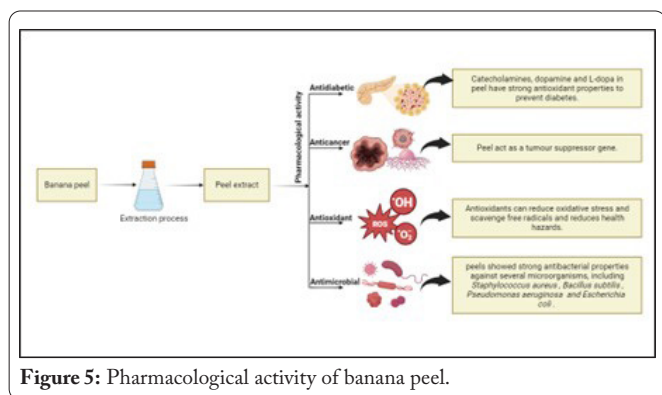 Banana peel
Extraction process
Peel extract
Pharmacological activity
Antidiabetic
Catecholamines, dopamine and L-dopa in
peel have strong antioxidant properties to
prevent diabetes.
Anticancer
Peel act as a tumour suppressor gene.
Antioxidant
ROS
•OH
•O₂⁻
Antioxidants can reduce oxidative stress and
scavenge free radicals and reduces health
hazards.
Antimicrobial
peels showed strong antibacterial properties
against several microorganisms, including
Staphylococcus aureus , Bacillus subtilis ,
Pseudomonas aeruginosa and Escherichia
coli .
Figure 5: Pharmacological activity of banana peel.